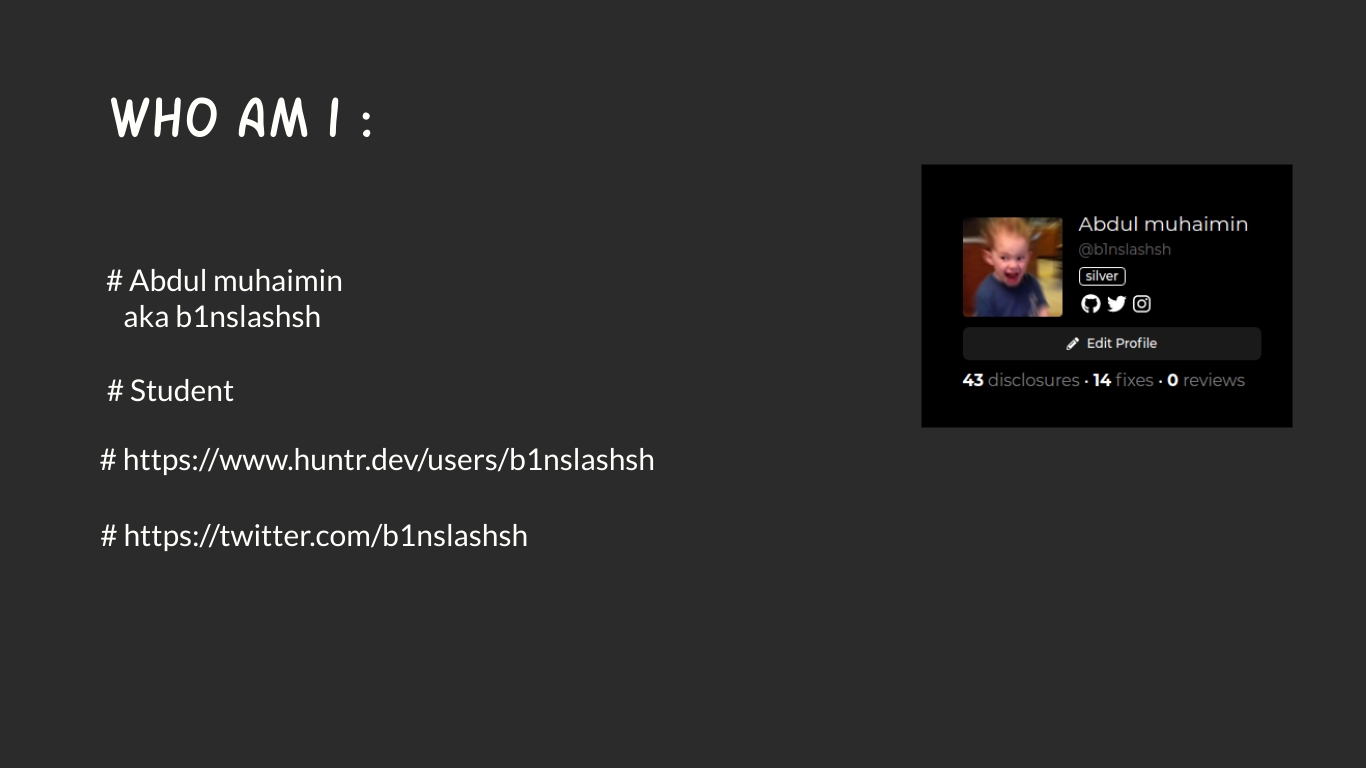 WHO AM I :
# Abdul muhaimin
aka b1nslashsh
# Student
# https://www.huntr.dev/users/b1nslashsh
# https://twitter.com/b1nslashsh
Abdul muhaimin
@b1nslashsh
silver
Edit Profile
43 disclosures · 14 fixes · 0 reviews